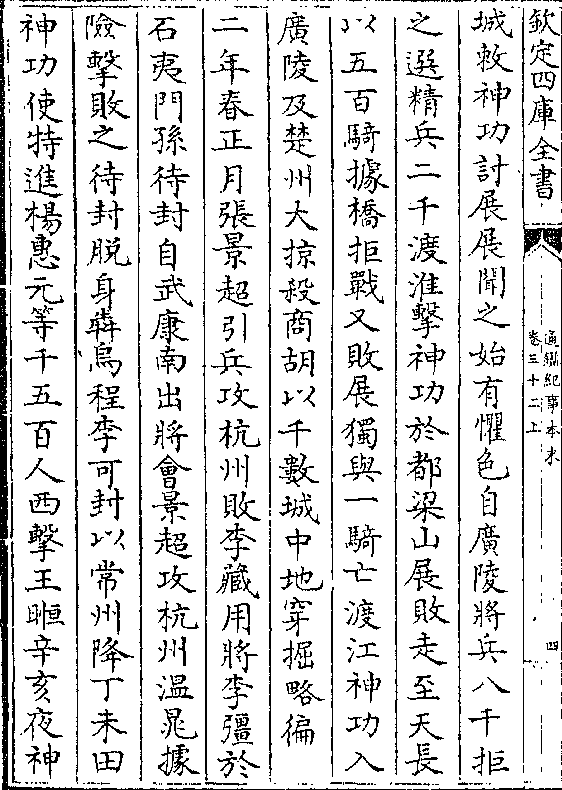 欽定四庫全書
通鑑紀事本末
卷三十二上
四
城敕神功討展展聞之始有懼色自廣陵將兵八千拒
之選精兵二千渡淮擊神功於都梁山展敗走至天長
以五百騎據橋拒戰又敗展獨與一騎亡渡江神功入
廣陵及楚州大掠殺商胡以千數城中地穿掘略徧
二年春正月張景超引兵攻杭州敗李藏用將李彊於
石夷門孫待封自武康南出將會景超攻杭州溫晁據
險擊敗之待封脱身犇烏程李可封以常州降丁未田
神功使特進楊惠元等千五百人西擊王暅辛亥夜神